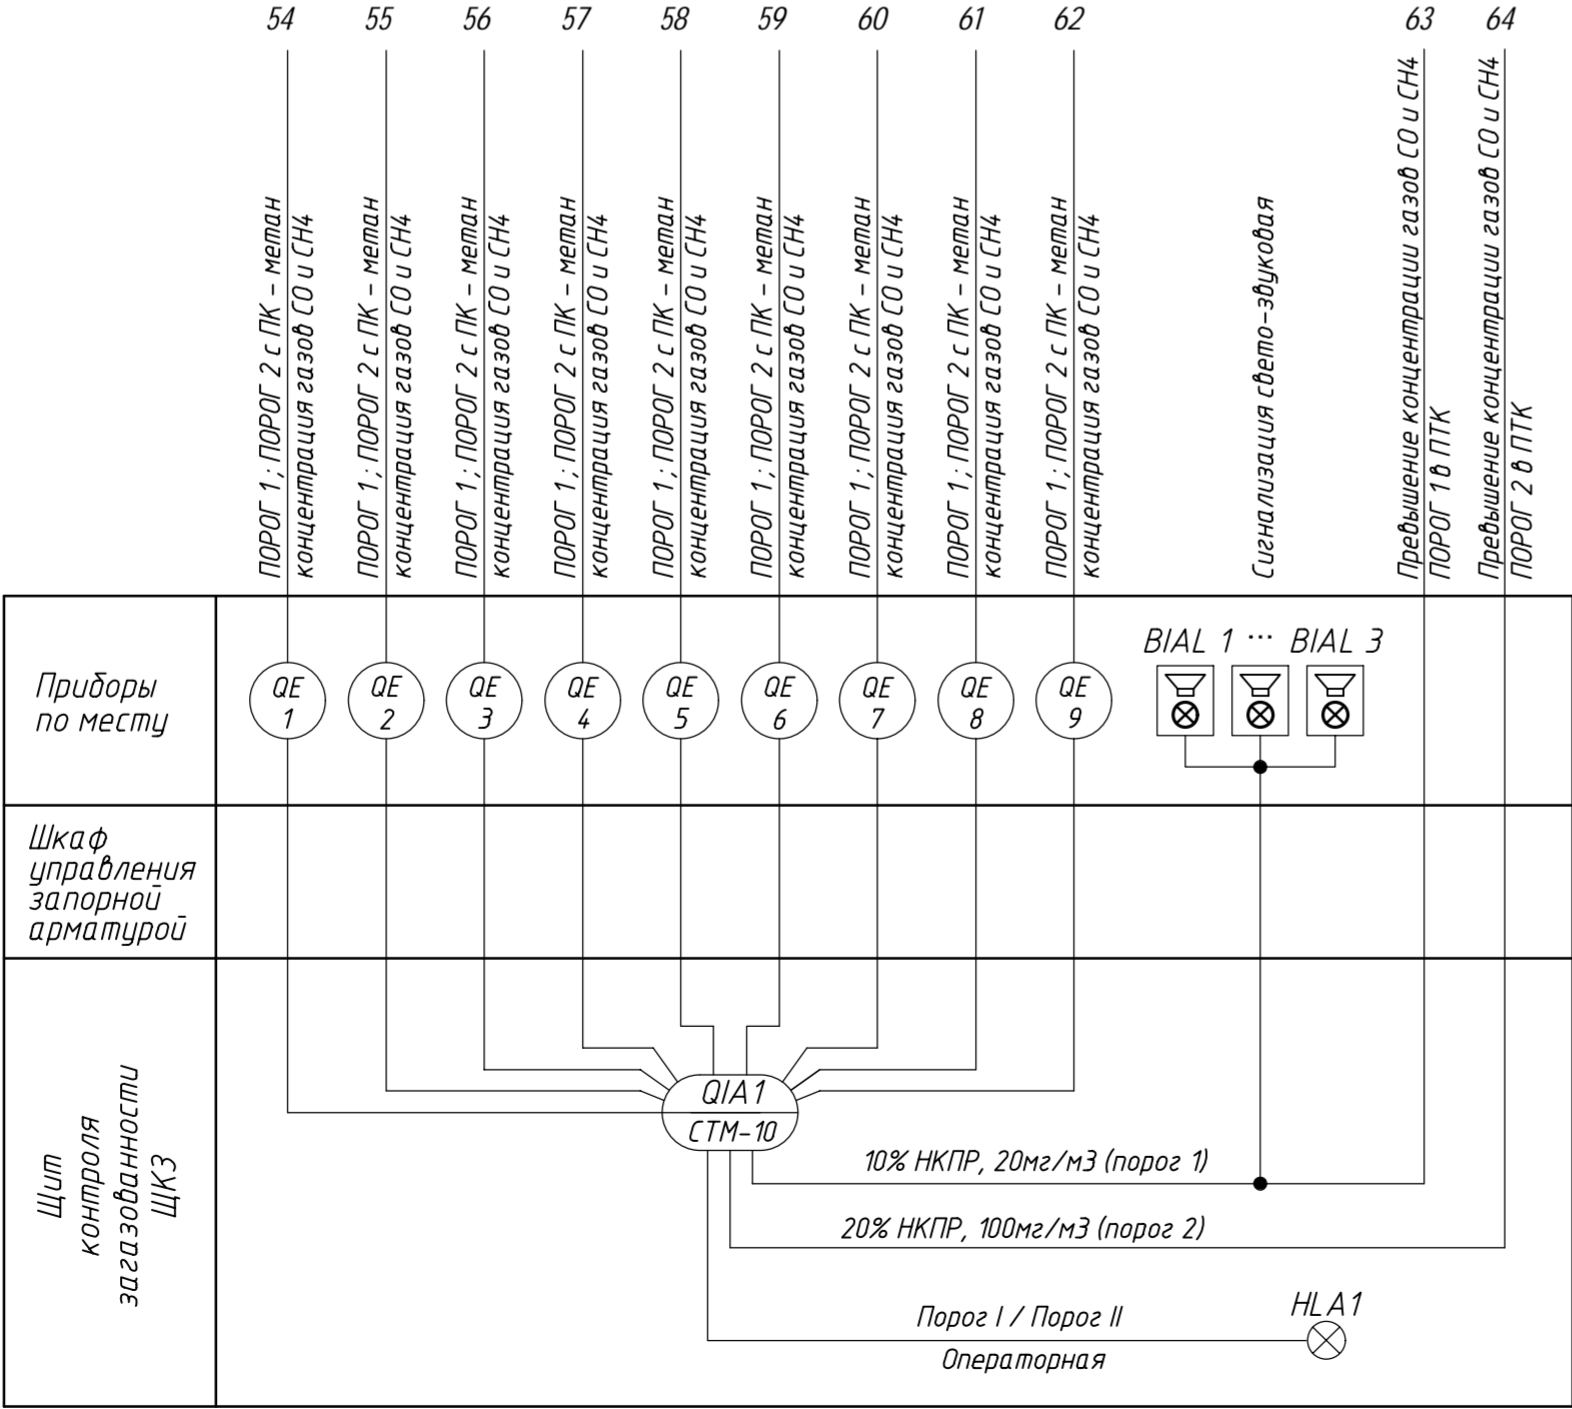 54 55 56 57 58 59 60 61 62 63 64
ПОРОГ 1; ПОРОГ 2 с ПК – метан
концентрация газов СО и СН4
ПОРОГ 1; ПОРОГ 2 с ПК – метан
концентрация газов СО и СН4
ПОРОГ 1; ПОРОГ 2 с ПК – метан
концентрация газов СО и СН4
ПОРОГ 1; ПОРОГ 2 с ПК – метан
концентрация газов СО и СН4
ПОРОГ 1; ПОРОГ 2 с ПК – метан
концентрация газов СО и СН4
ПОРОГ 1; ПОРОГ 2 с ПК – метан
концентрация газов СО и СН4
ПОРОГ 1; ПОРОГ 2 с ПК – метан
концентрация газов СО и СН4
ПОРОГ 1; ПОРОГ 2 с ПК – метан
концентрация газов СО и СН4
ПОРОГ 1; ПОРОГ 2 с ПК – метан
концентрация газов СО и СН4
Сигнализация свето-звуковая
Превышение концентрации газов СО и СН4
ПОРОГ 1 в ПТК
Превышение концентрации газов СО и СН4
ПОРОГ 2 в ПТК
Приборы
по месту
QE
1
QE
2
QE
3
QE
4
QE
5
QE
6
QE
7
QE
8
QE
9
BIAL 1 ... BIAL 3
Шкаф
управления
запорной
арматурой
Щит
контроля
загазованности
ЩКЗ
QIA1
СТМ-10
10% НКПР, 20мг/м3 (порог 1)
20% НКПР, 100мг/м3 (порог 2)
Порог I / Порог II
Операторная
HLA1